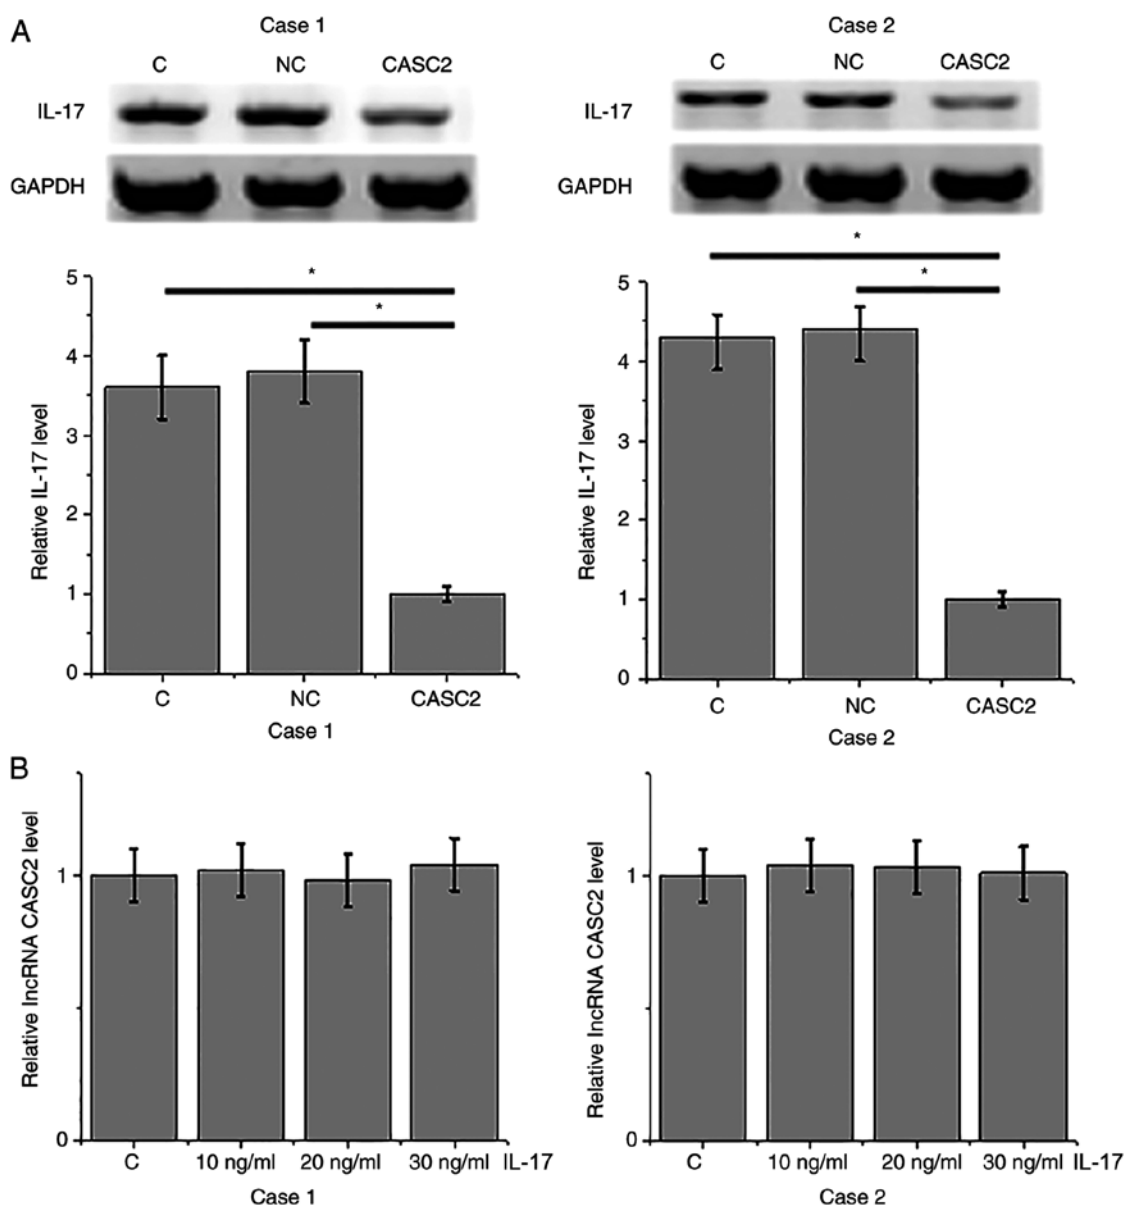 A
Case 1
C NC CASC2
IL-17
GAPDH
*
*
5
4
3
2
1
0
Relative IL-17 level
C NC CASC2
Case 1
Case 2
C NC CASC2
IL-17
GAPDH
*
*
5
4
3
2
1
0
Relative IL-17 level
C NC CASC2
Case 2
B
1
0
Relative lncRNA CASC2 level
C 10 ng/ml 20 ng/ml 30 ng/ml IL-17
Case 1
1
0
Relative lncRNA CASC2 level
C 10 ng/ml 20 ng/ml 30 ng/ml IL-17
Case 2